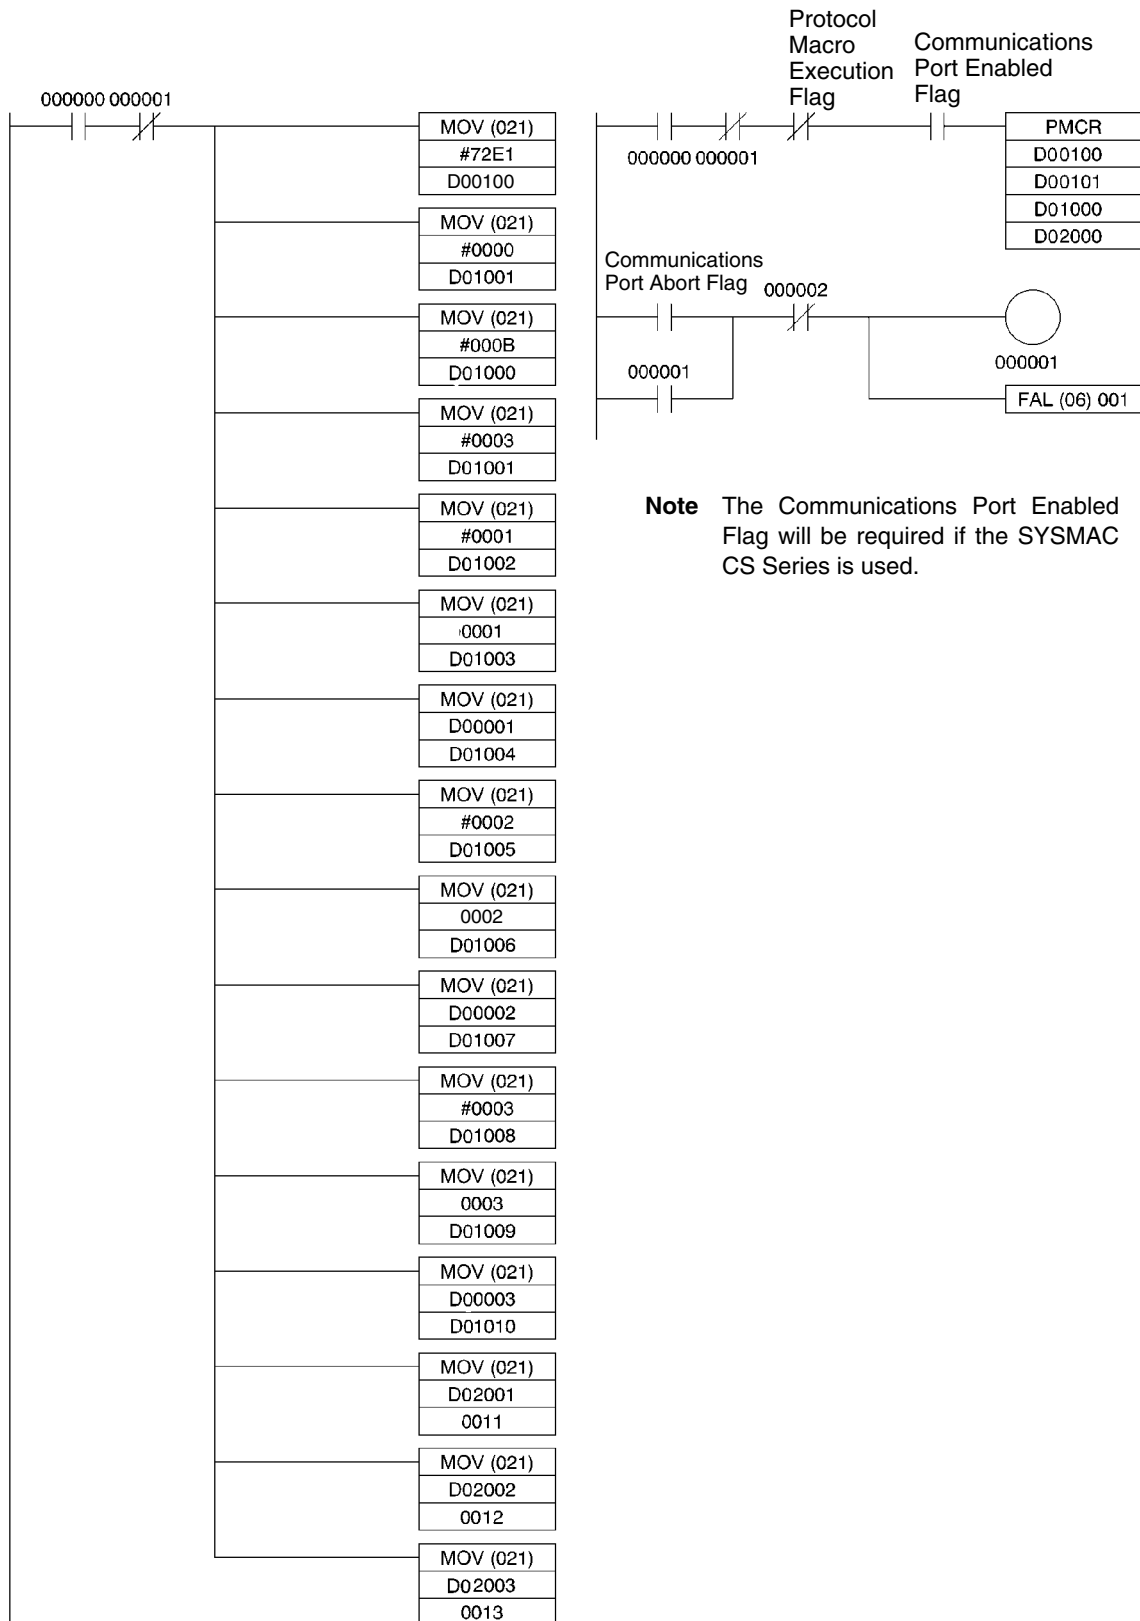 000000 000001
MOV (021)
#72E1
D00100
MOV (021)
#0000
D01001
MOV (021)
#000B
D01000
MOV (021)
#0003
D01001
MOV (021)
#0001
D01002
MOV (021)
0001
D01003
MOV (021)
D00001
D01004
MOV (021)
#0002
D01005
MOV (021)
0002
D01006
MOV (021)
D00002
D01007
MOV (021)
#0003
D01008
MOV (021)
0003
D01009
MOV (021)
D00003
D01010
MOV (021)
D02001
0011
MOV (021)
D02002
0012
MOV (021)
D02003
0013
Protocol
Macro
Execution
Flag
Communications
Port Enabled
Flag
000000 000001
PMCR
D00100
D00101
D01000
D02000
Communications
Port Abort Flag
000002
000001
000001
FAL (06) 001
Note The Communications Port Enabled
Flag will be required if the SYSMAC
CS Series is used.